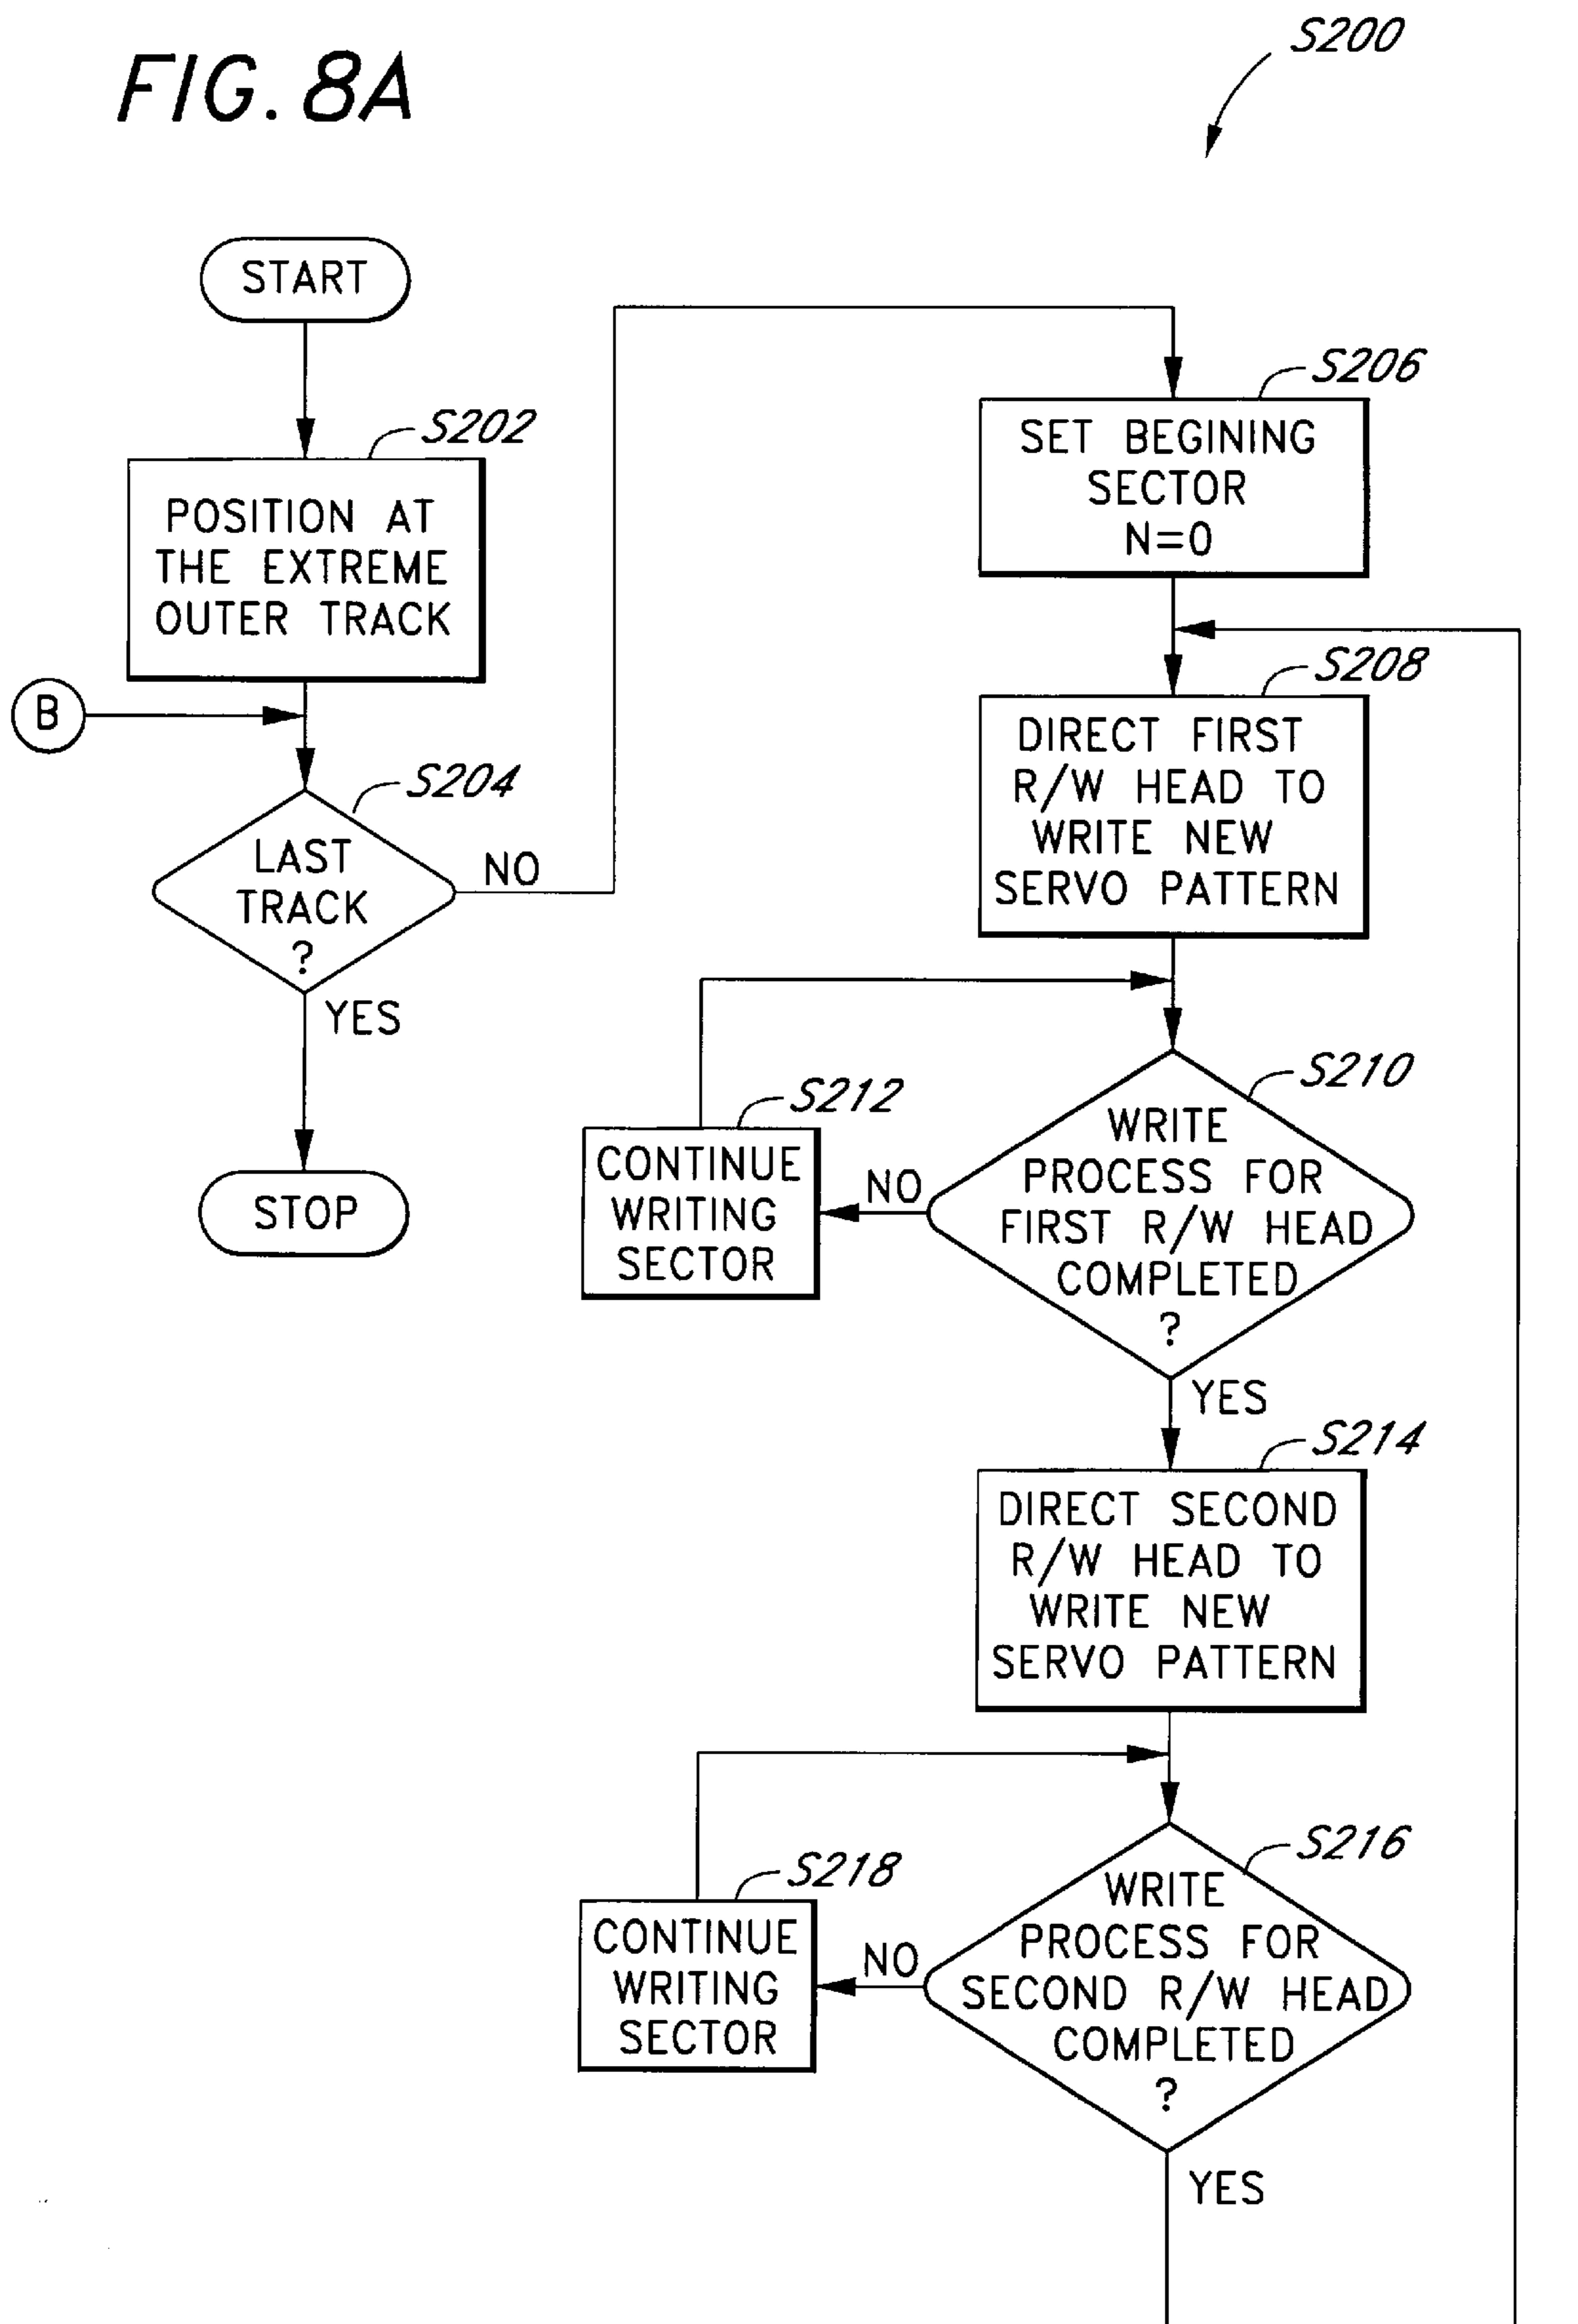 FIG. 8A
S200
START
S202
POSITION AT
THE EXTREME
OUTER TRACK
B
S204
LAST
TRACK
?
NO
YES
STOP
S206
SET BEGINING
SECTOR
N=0
S208
DIRECT FIRST
R/W HEAD TO
WRITE NEW
SERVO PATTERN
S210
WRITE
PROCESS FOR
FIRST R/W HEAD
COMPLETED
?
NO
S212
CONTINUE
WRITING
SECTOR
YES
S214
DIRECT SECOND
R/W HEAD TO
WRITE NEW
SERVO PATTERN
S216
WRITE
PROCESS FOR
SECOND R/W HEAD
COMPLETED
?
NO
S218
CONTINUE
WRITING
SECTOR
YES